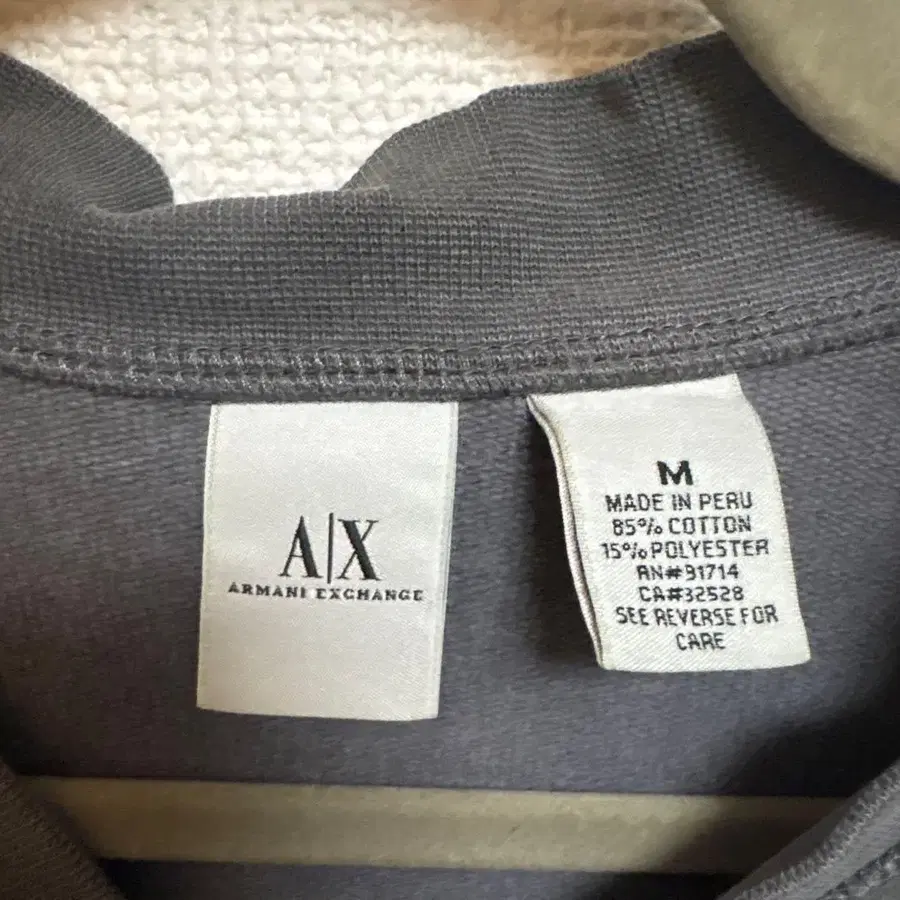 A|X
ARMANI EXCHANGE
M
MADE IN PERU
85% COTTON
15% POLYESTER
RN#91714
CA#32528
SEE REVERSE FOR
CARE